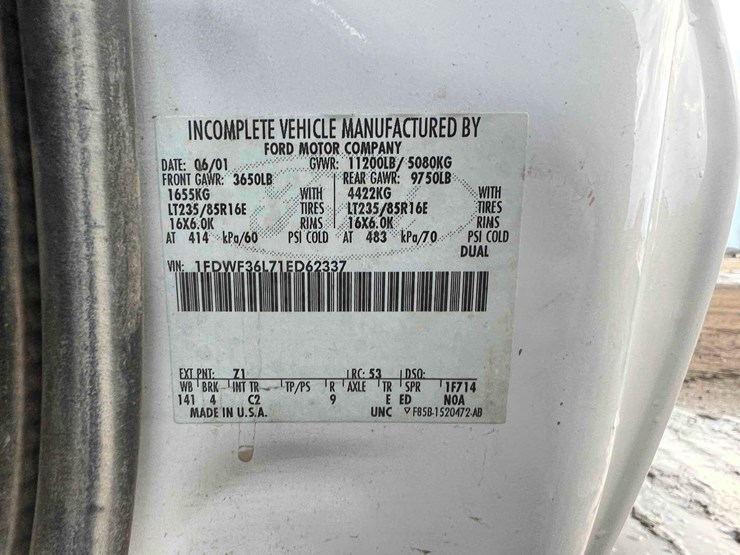 INCOMPLETE VEHICLE MANUFACTURED BY
FORD MOTOR COMPANY
DATE: 06/01 GVWR: 11200LB/ 5080KG
FRONT GAWR: 3650LB REAR GAWR: 9750LB
1655KG WITH 4422KG WITH
LT235/85R16E TIRES LT235/85R16E TIRES
16X6.0K RIMS 16X6.0K RIMS
AT 414 kPa/60 PSI COLD AT 483 kPa/70 PSI COLD
DUAL
VIN: 1FDWF36L71ED62337
EXT PNT: Z1 RC: 53 DSO:
WB BRK INT TR TP/PS R AXLE TR SPR 1F714
141 4 C2 9 E ED N0A
MADE IN U.S.A. UNC F85B-1520472-AB